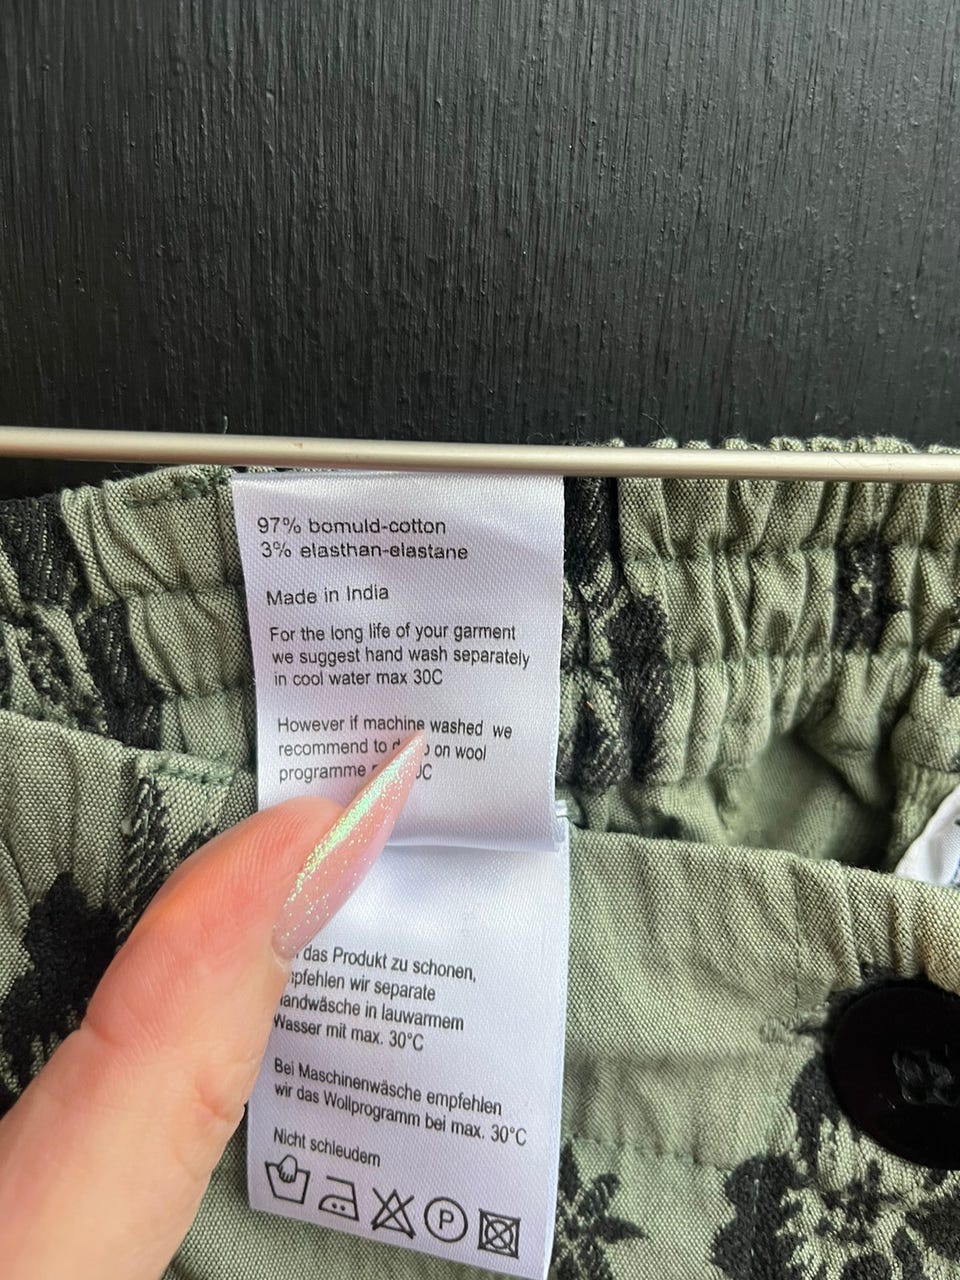 97% bomuld-cotton
3% elasthan-elastane
Made in India
For the long life of your garment
we suggest hand wash separately
in cool water max 30C
However if machine washed we
recommend to on wool
programme
das Produkt zu schonen,
wir separate
in lauwarmem
Wasser mit max. 30°C
Bei Maschinenwäsche empfehlen
wir das Wollprogramm bei max. 30°C
Nicht schleudern
P